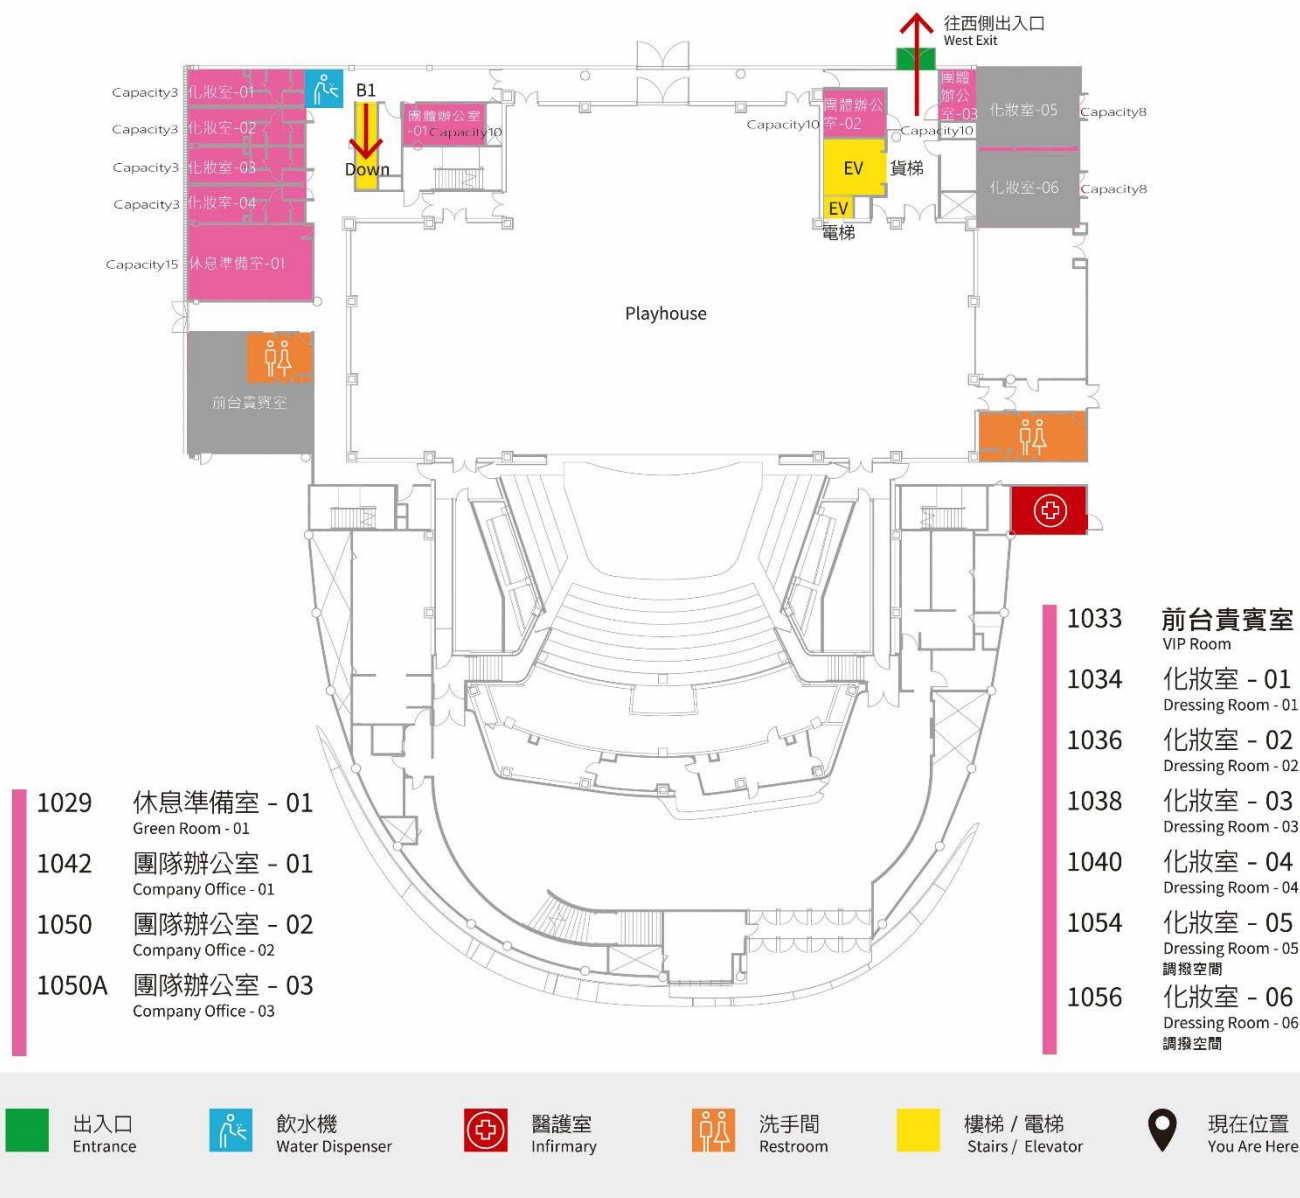 往西側出入口
West Exit
Capacity3 化妝室-01
Capacity3 化妝室-02
Capacity3 化妝室-03
Capacity3 化妝室-04
Capacity15 休息準備室-01
B1
Down
團體辦公室
-01 Capacity10
團體辦公
室-02
Capacity10
團體
辦公
室-03
Capacity10
化妝室-05
Capacity8
化妝室-06
Capacity8
EV 貨梯
EV
電梯
Playhouse
前台貴賓室
1033 前台貴賓室
VIP Room
1034 化妝室 - 01
Dressing Room - 01
1036 化妝室 - 02
Dressing Room - 02
1038 化妝室 - 03
Dressing Room - 03
1040 化妝室 - 04
Dressing Room - 04
1054 化妝室 - 05
Dressing Room - 05
調撥空間
1056 化妝室 - 06
Dressing Room - 06
調撥空間
1029 休息準備室 - 01
Green Room - 01
1042 團隊辦公室 - 01
Company Office - 01
1050 團隊辦公室 - 02
Company Office - 02
1050A 團隊辦公室 - 03
Company Office - 03
出入口
Entrance
飲水機
Water Dispenser
醫護室
Infirmary
洗手間
Restroom
樓梯 / 電梯
Stairs / Elevator
現在位置
You Are Here